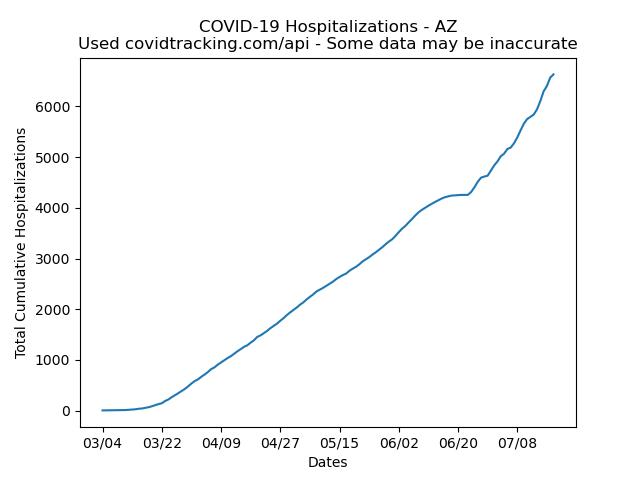 COVID-19 Hospitalizations - AZ
Used covidtracking.com/api - Some data may be inaccurate
Total Cumulative Hospitalizations
6000
5000
4000
3000
2000
1000
0
03/04 03/22 04/09 04/27 05/15 06/02 06/20 07/08
Dates